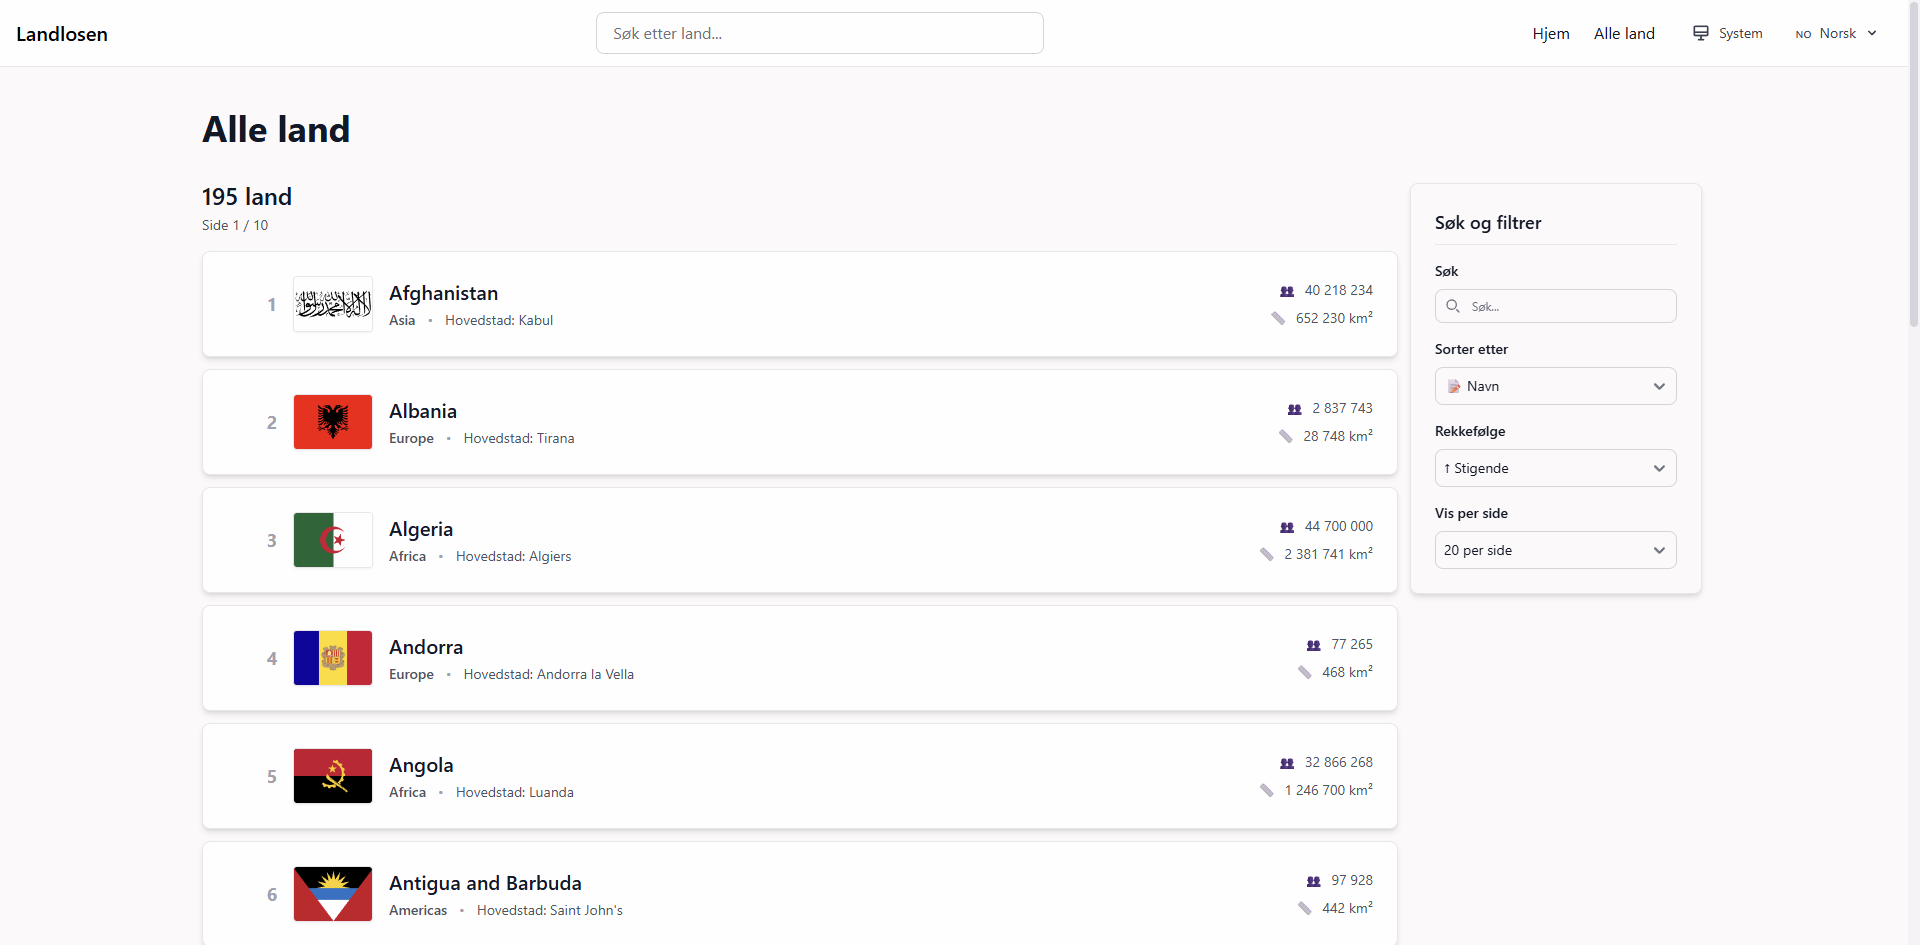 Landlosen
Søk etter land...
Hjem
Alle land
System
NO Norsk
Alle land
195 land
Side 1 / 10
1
Afghanistan
Asia • Hovedstad: Kabul
40 218 234
652 230 km²
2
Albania
Europe • Hovedstad: Tirana
2 837 743
28 748 km²
3
Algeria
Africa • Hovedstad: Algiers
44 700 000
2 381 741 km²
4
Andorra
Europe • Hovedstad: Andorra la Vella
77 265
468 km²
5
Angola
Africa • Hovedstad: Luanda
32 866 268
1 246 700 km²
6
Antigua and Barbuda
Americas • Hovedstad: Saint John's
97 928
442 km²
Søk og filtrer
Søk
Søk...
Sorter etter
Navn
Rekkefølge
↑ Stigende
Vis per side
20 per side